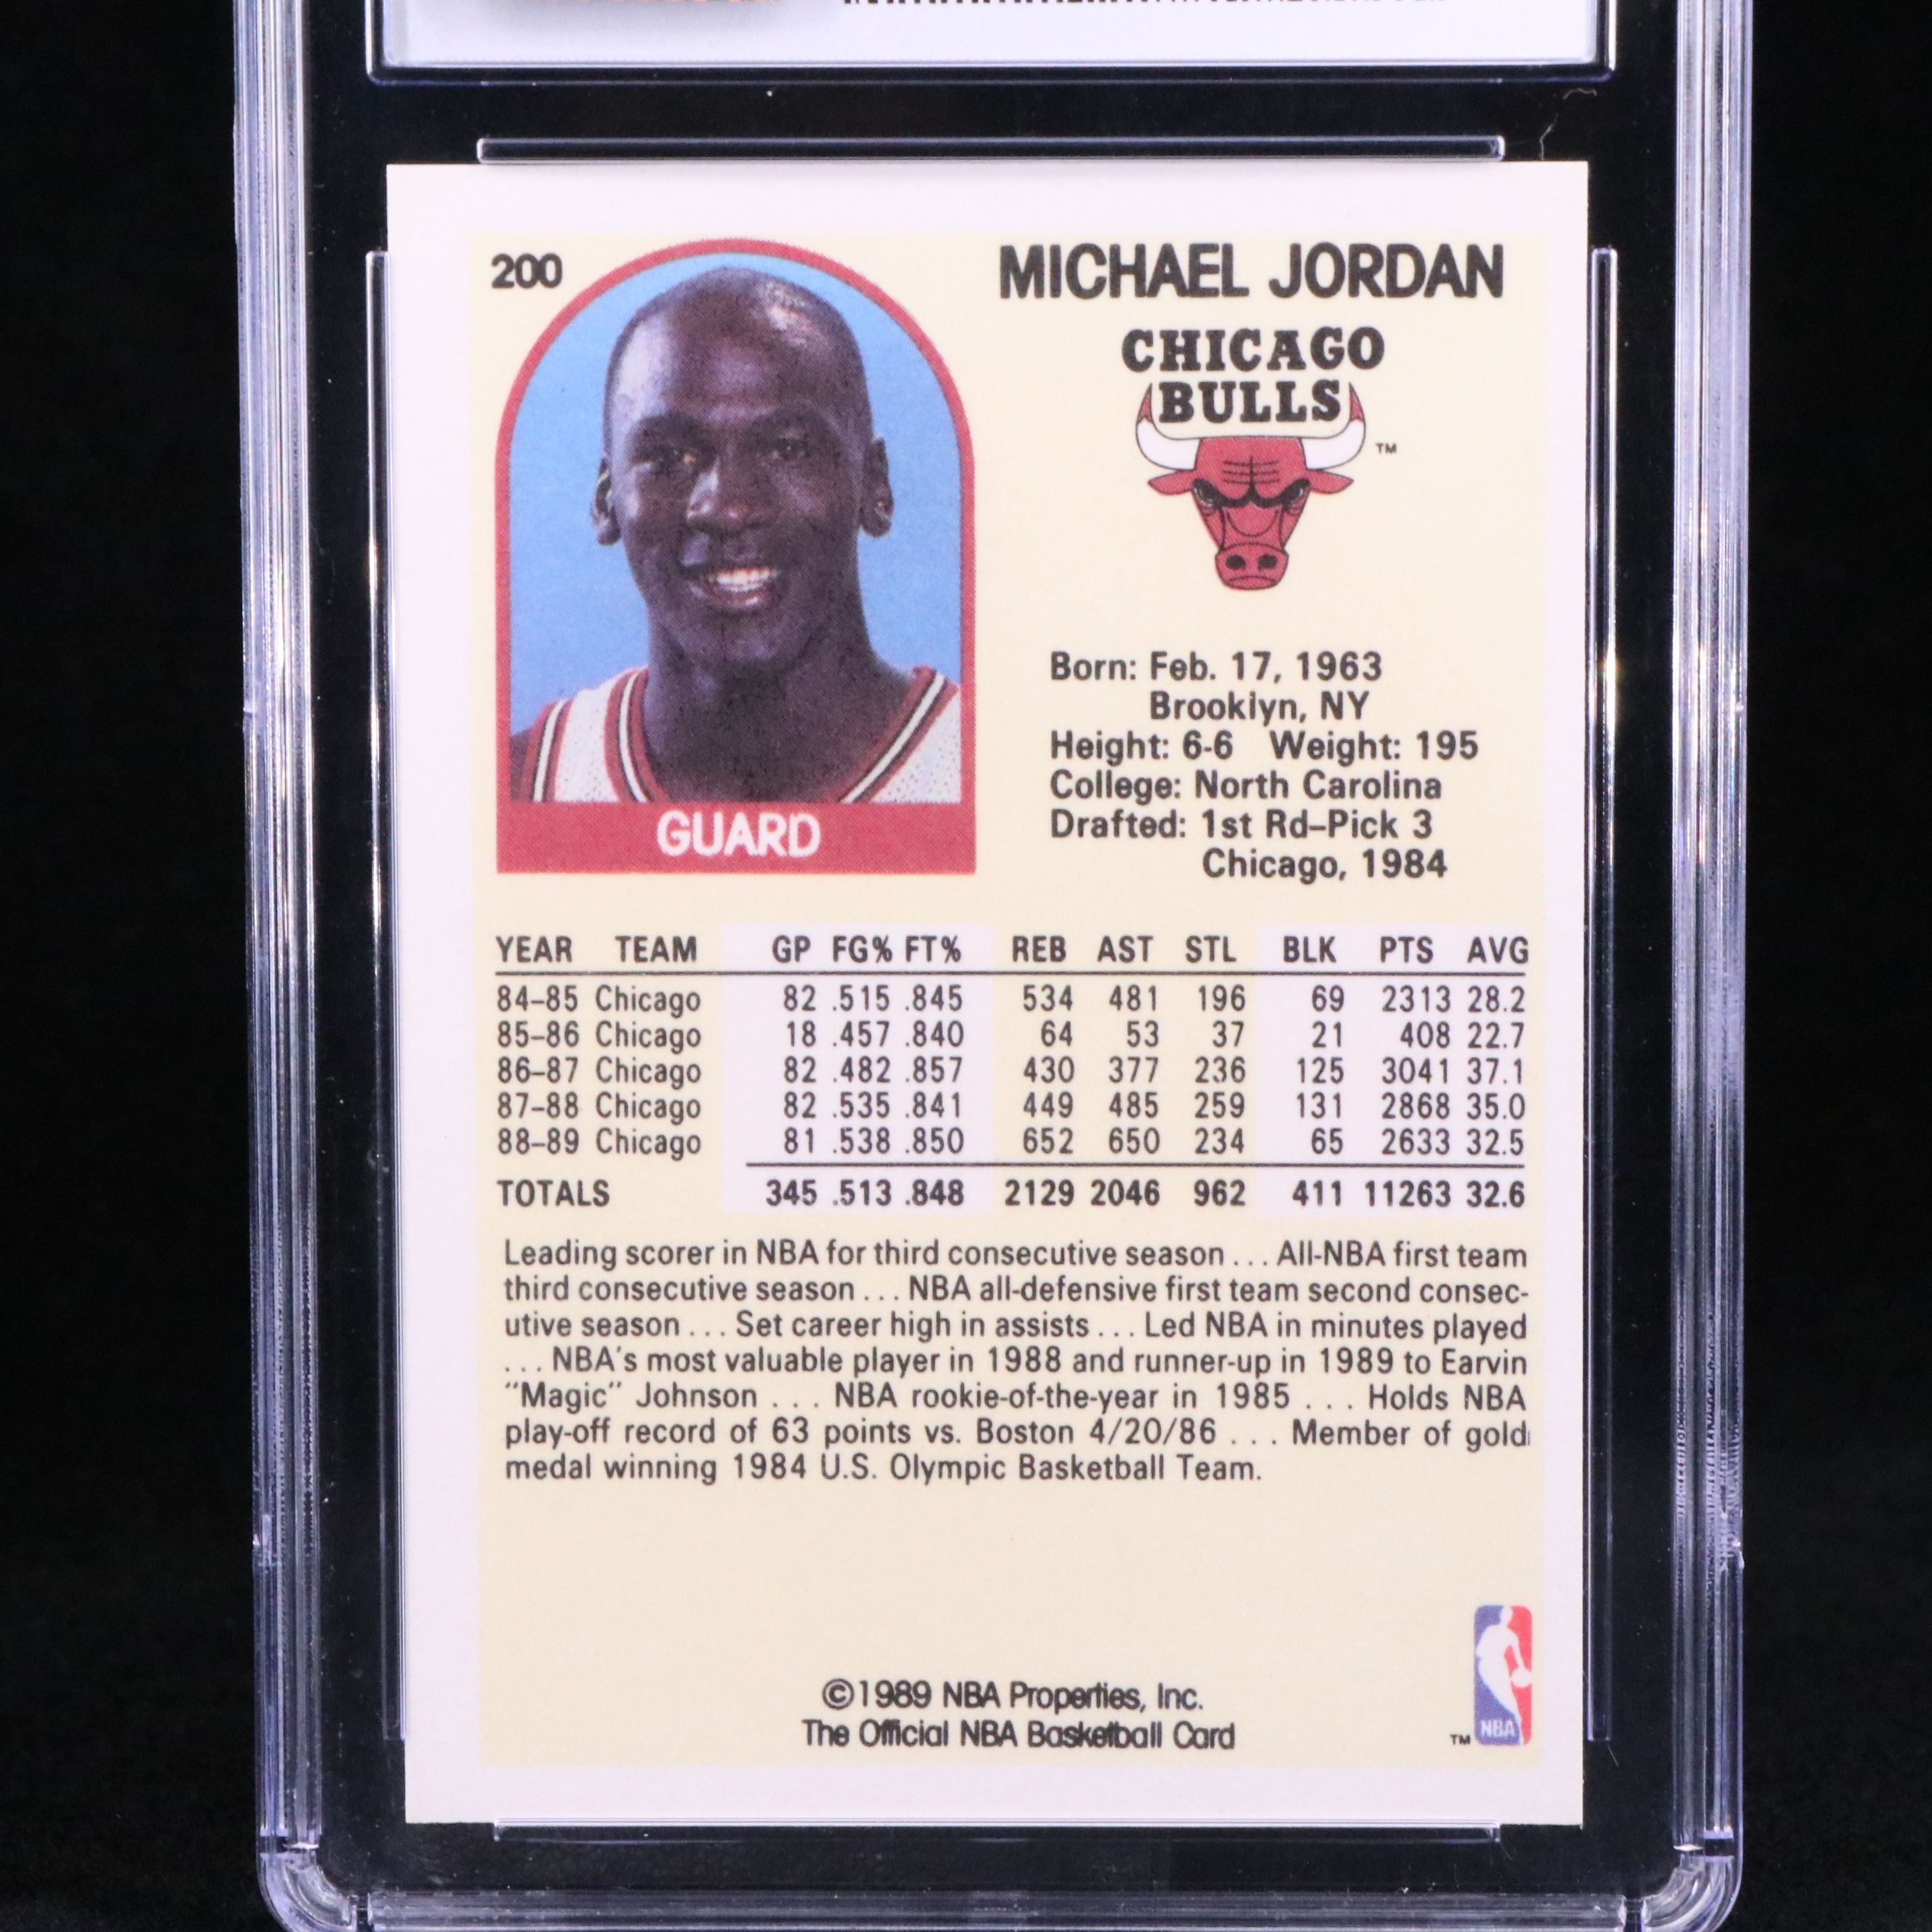 200
MICHAEL JORDAN
CHICAGO
BULLS
TM
Born: Feb. 17, 1963
Brooklyn, NY
Height: 6-6 Weight: 195
College: North Carolina
Drafted: 1st Rd–Pick 3
Chicago, 1984
GUARD
YEAR TEAM GP FG% FT% REB AST STL BLK PTS AVG
84–85 Chicago 82 .515 .845 534 481 196 69 2313 28.2
85–86 Chicago 18 .457 .840 64 53 37 21 408 22.7
86–87 Chicago 82 .482 .857 430 377 236 125 3041 37.1
87–88 Chicago 82 .535 .841 449 485 259 131 2868 35.0
88–89 Chicago 81 .538 .850 652 650 234 65 2633 32.5
TOTALS 345 .513 .848 2129 2046 962 411 11263 32.6
Leading scorer in NBA for third consecutive season . . . All-NBA first team
third consecutive season . . . NBA all-defensive first team second consec-
utive season . . . Set career high in assists . . . Led NBA in minutes played
. . . NBA's most valuable player in 1988 and runner-up in 1989 to Earvin
"Magic" Johnson . . . NBA rookie-of-the-year in 1985 . . . Holds NBA
play-off record of 63 points vs. Boston 4/20/86 . . . Member of gold
medal winning 1984 U.S. Olympic Basketball Team.
©1989 NBA Properties, Inc.
The Official NBA Basketball Card
TM NBA